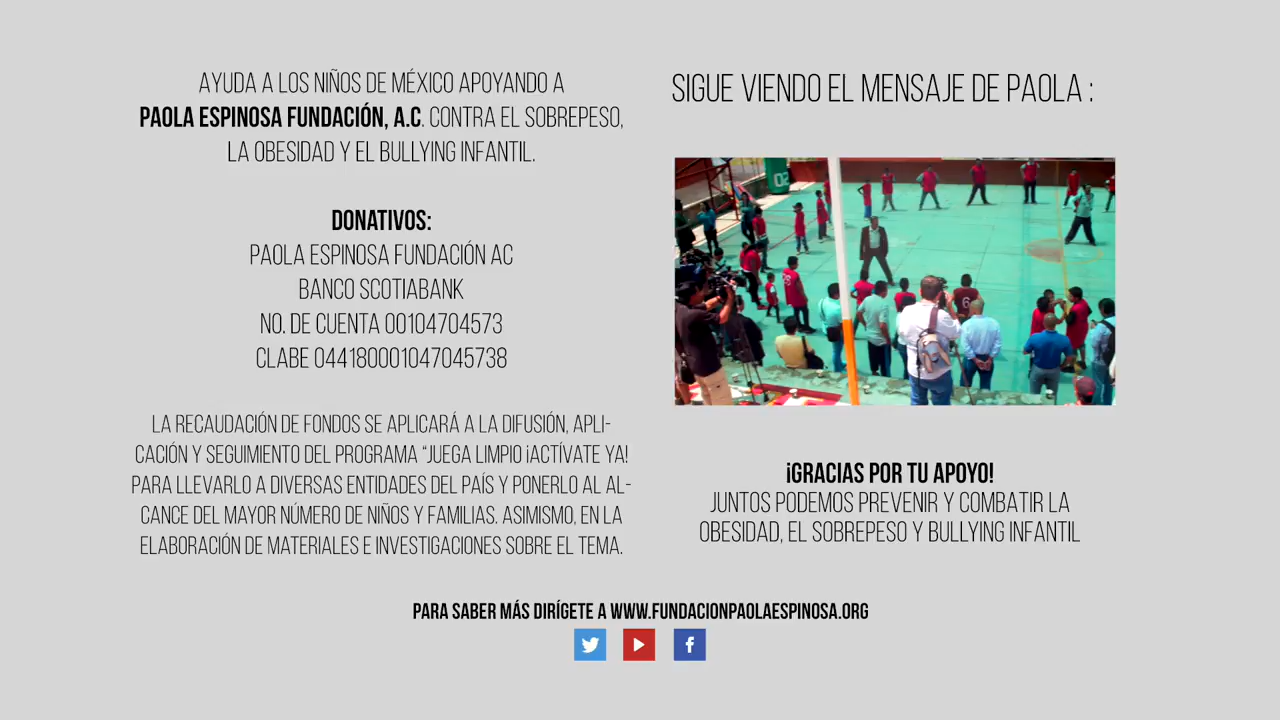 AYUDA A LOS NIÑOS DE MÉXICO APOYANDO A
PAOLA ESPINOSA FUNDACIÓN, A.C. CONTRA EL SOBREPESO,
LA OBESIDAD Y EL BULLYING INFANTIL.
DONATIVOS:
PAOLA ESPINOSA FUNDACIÓN AC
BANCO SCOTIABANK
NO. DE CUENTA 00104704573
CLABE 044180001047045738
LA RECAUDACIÓN DE FONDOS SE APLICARÁ A LA DIFUSIÓN, APLI-
CACIÓN Y SEGUIMIENTO DEL PROGRAMA “JUEGA LIMPIO ¡ACTÍVATE YA!
PARA LLEVARLO A DIVERSAS ENTIDADES DEL PAÍS Y PONERLO AL AL-
CANCE DEL MAYOR NÚMERO DE NIÑOS Y FAMILIAS. ASIMISMO, EN LA
ELABORACIÓN DE MATERIALES E INVESTIGACIONES SOBRE EL TEMA.
SIGUE VIENDO EL MENSAJE DE PAOLA :
02
6
¡GRACIAS POR TU APOYO!
JUNTOS PODEMOS PREVENIR Y COMBATIR LA
OBESIDAD, EL SOBREPESO Y BULLYING INFANTIL
PARA SABER MÁS DIRÍGETE A WWW.FUNDACIONPAOLAESPINOSA.ORG
f